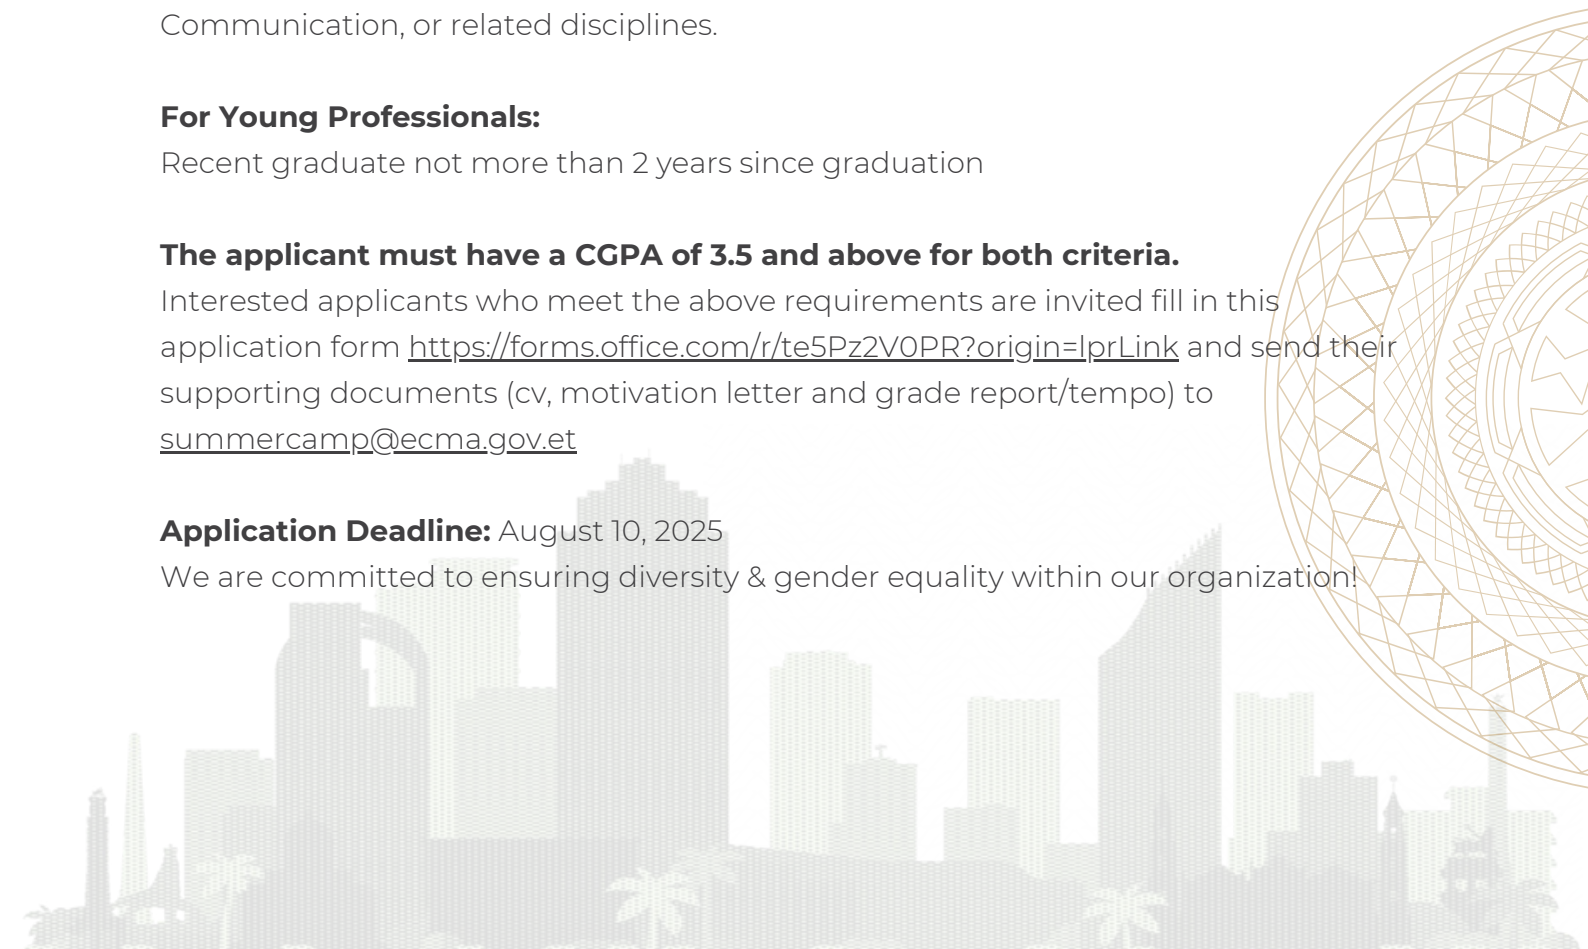 Communication, or related disciplines.
For Young Professionals:
Recent graduate not more than 2 years since graduation
The applicant must have a CGPA of 3.5 and above for both criteria.
Interested applicants who meet the above requirements are invited fill in this
application form https://forms.office.com/r/te5Pz2V0PR?origin=lprLink and send their
supporting documents (cv, motivation letter and grade report/tempo) to
summercamp@ecma.gov.et
Application Deadline: August 10, 2025
We are committed to ensuring diversity & gender equality within our organization!